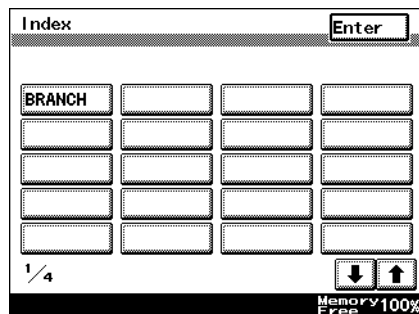 Index
Enter
BRANCH
1/4
Memory
Free 100%